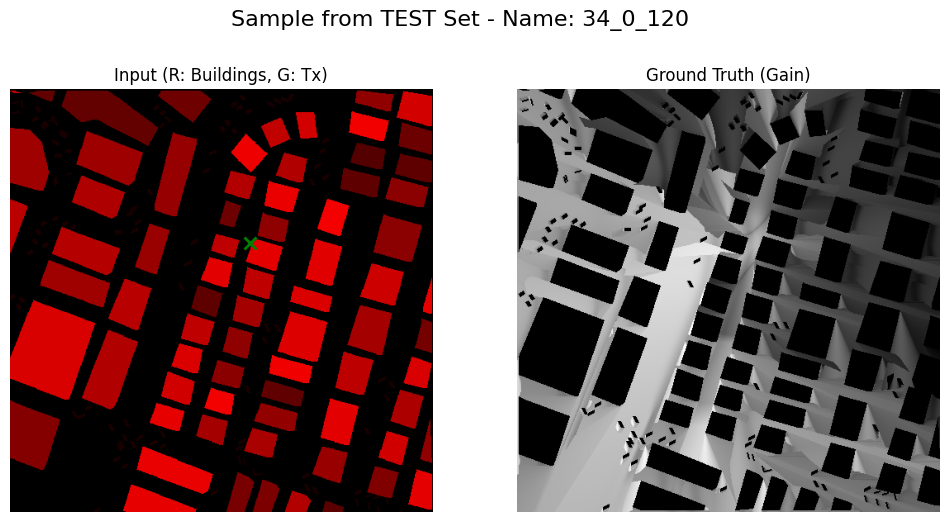 Sample from TEST Set - Name: 34_0_120
Input (R: Buildings, G: Tx)
Ground Truth (Gain)